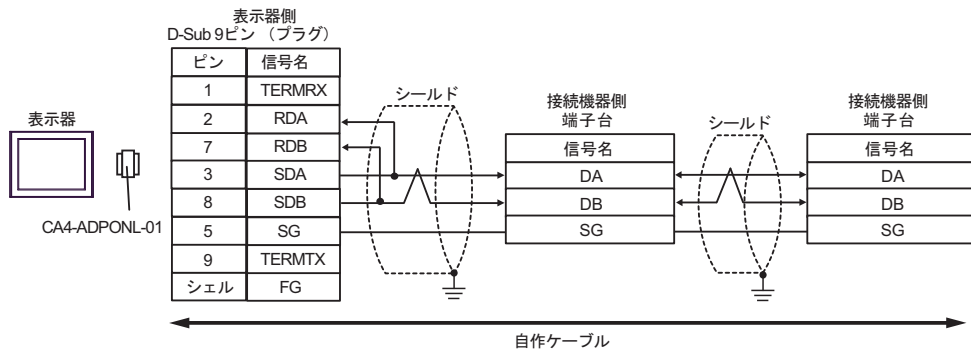 表示器側
D-Sub 9ピン （プラグ）
ピン 信号名
1 TERMRX
2 RDA
7 RDB
3 SDA
8 SDB
5 SG
9 TERMTX
シェル FG
表示器
CA4-ADPONL-01
シールド
接続機器側
端子台
信号名
DA
DB
SG
シールド
接続機器側
端子台
信号名
DA
DB
SG
自作ケーブル